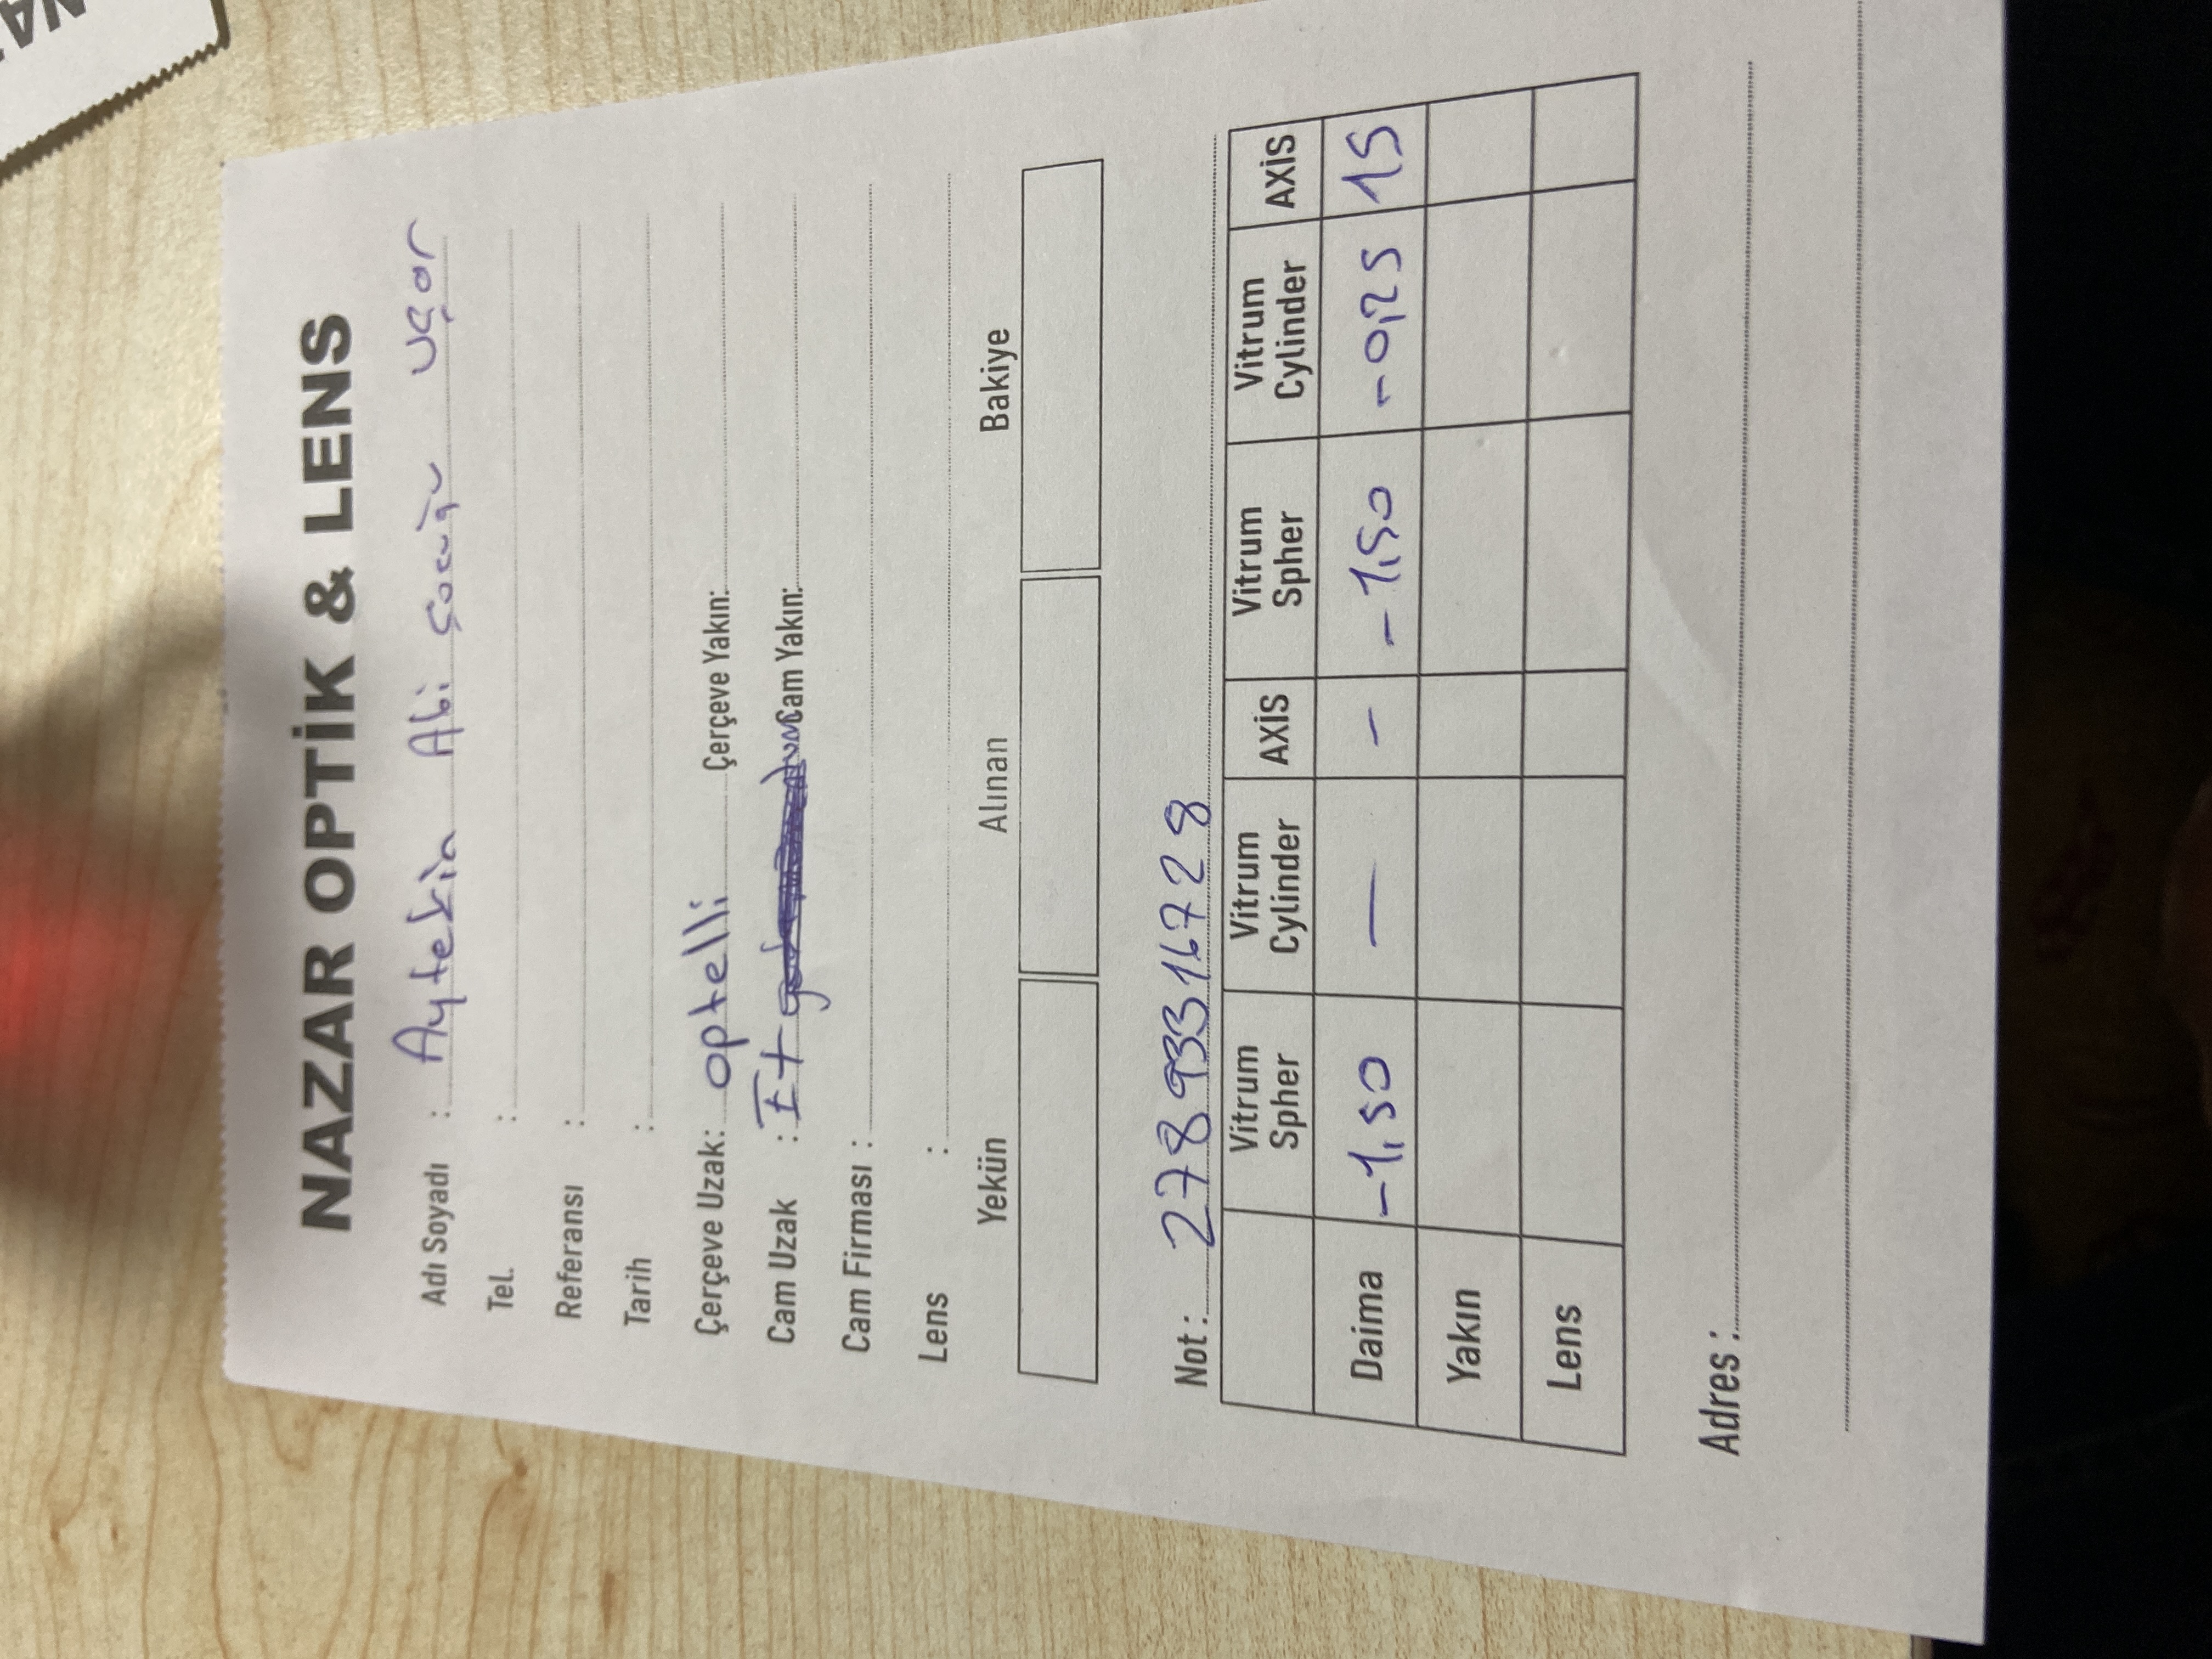 NAZAR OPTİK & LENS
Adı Soyadı : Aytekin Abi çocuğu uçar
Tel. :
Referansı :
Tarih :
Çerçeve Uzak: optelli Çerçeve Yakın:
Cam Uzak : I+ Cam Yakın:
Cam Firması :
Lens :
Yekün Alınan Bakiye
Not: 27893316728
Vitrum Spher Vitrum Cylinder AXİS Vitrum Spher Vitrum Cylinder AXİS
Daima -1,50 — - -1,50 -0,25 15
Yakın
Lens
Adres :